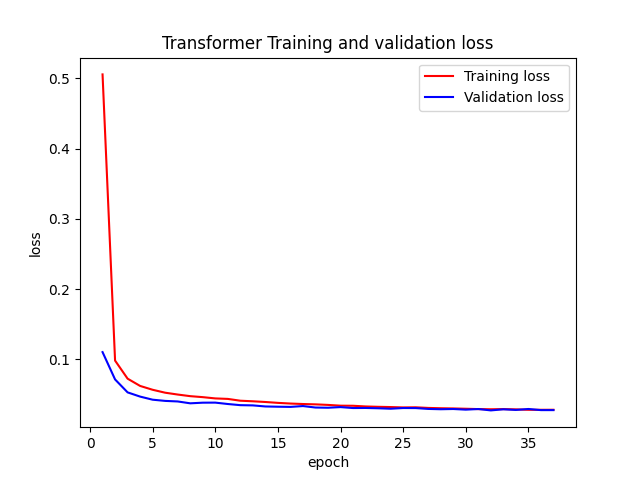 Transformer Training and validation loss
Training loss
Validation loss
0.5
0.4
0.3
0.2
0.1
loss
0 5 10 15 20 25 30 35
epoch